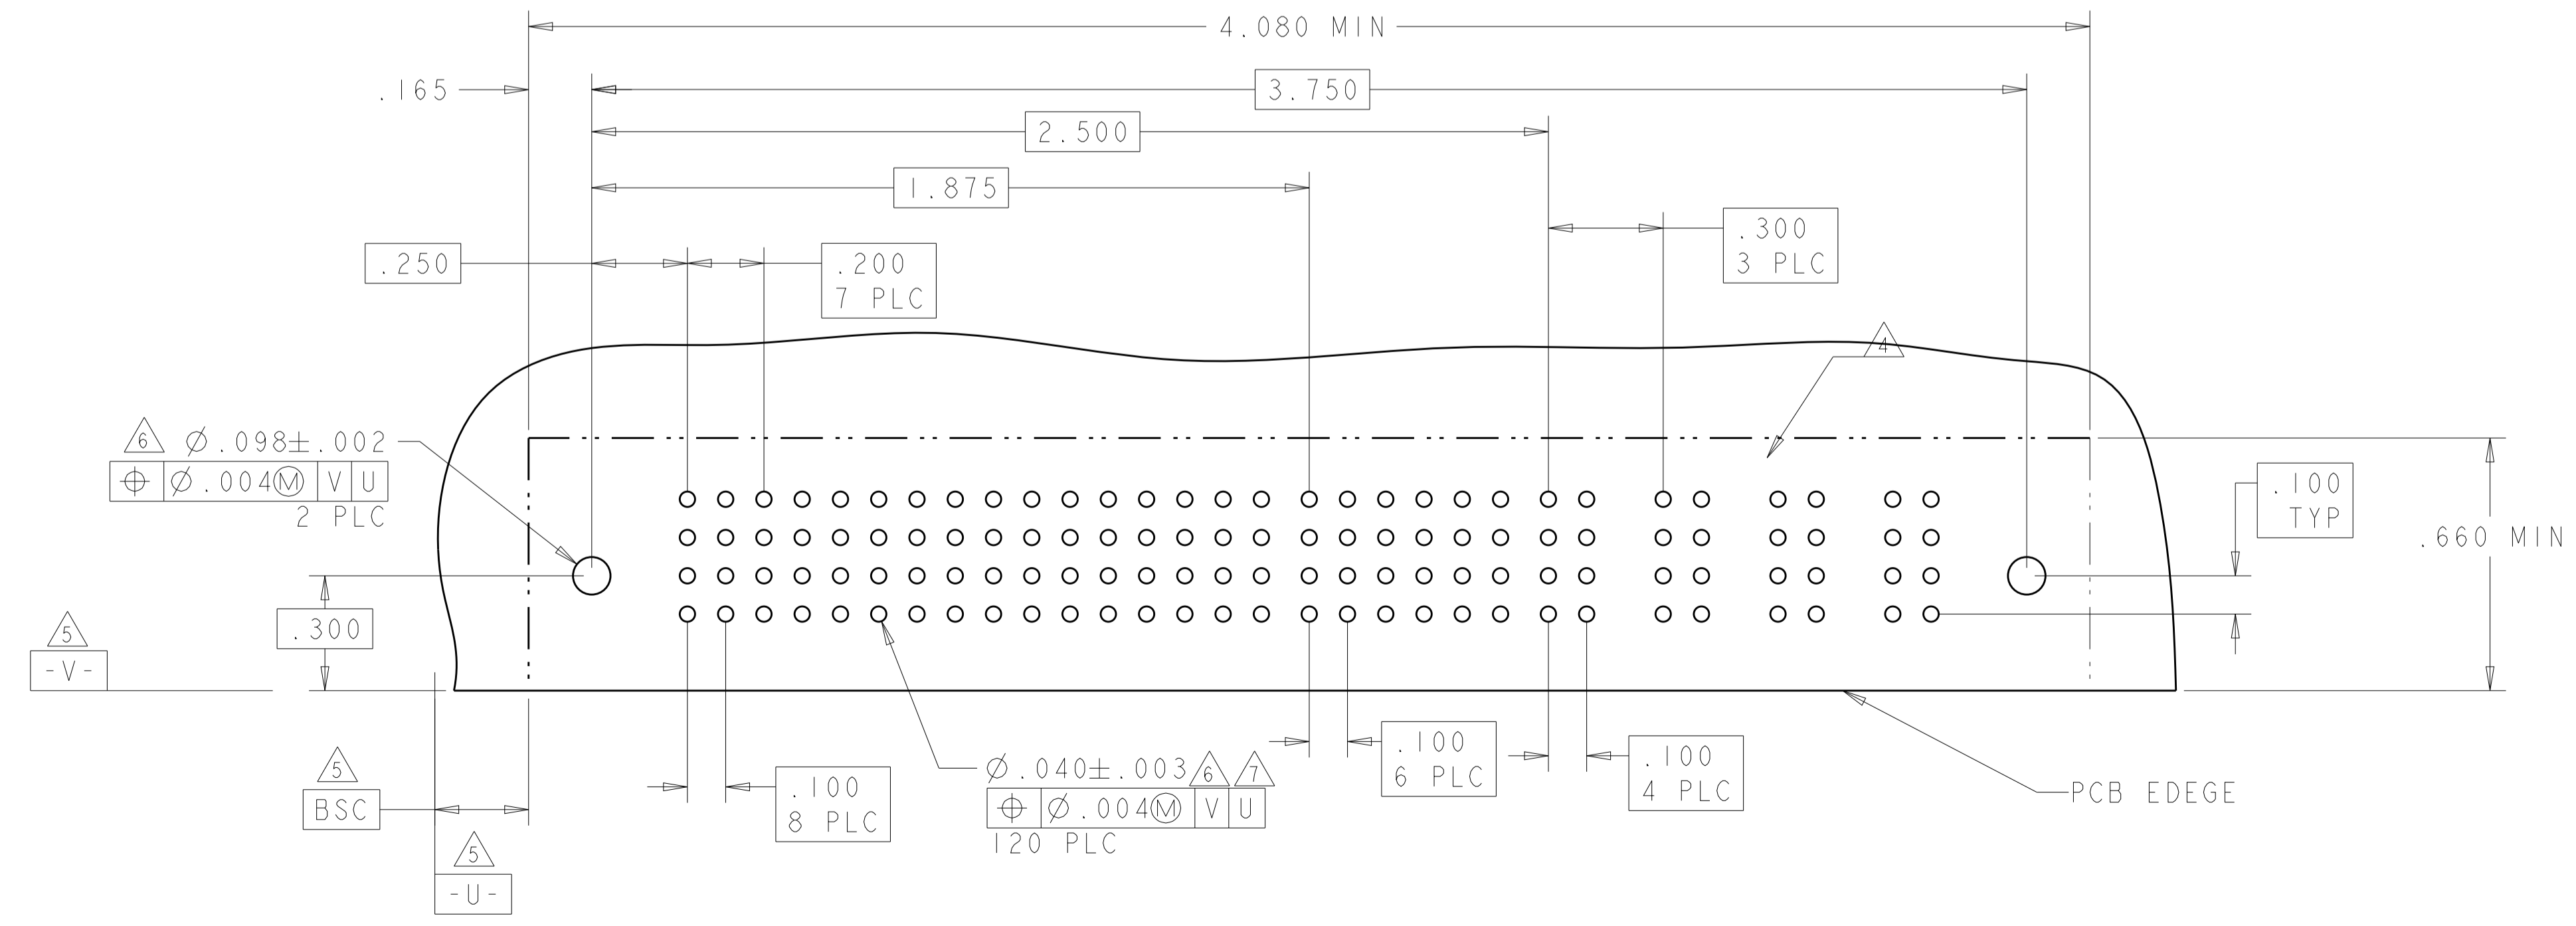 4.080 MIN
.165
3.750
2.500
1.875
.300
3 PLC
.250
.200
7 PLC
4
6 Ø.098±.002
⌖ Ø.004Ⓜ V U
2 PLC
.100
TYP
.660 MIN
.300
5
-V-
5
BSC
5
-U-
.100
8 PLC
Ø.040±.003 6 7
⌖ Ø.004Ⓜ V U
120 PLC
.100
6 PLC
.100
4 PLC
PCB EDEGE